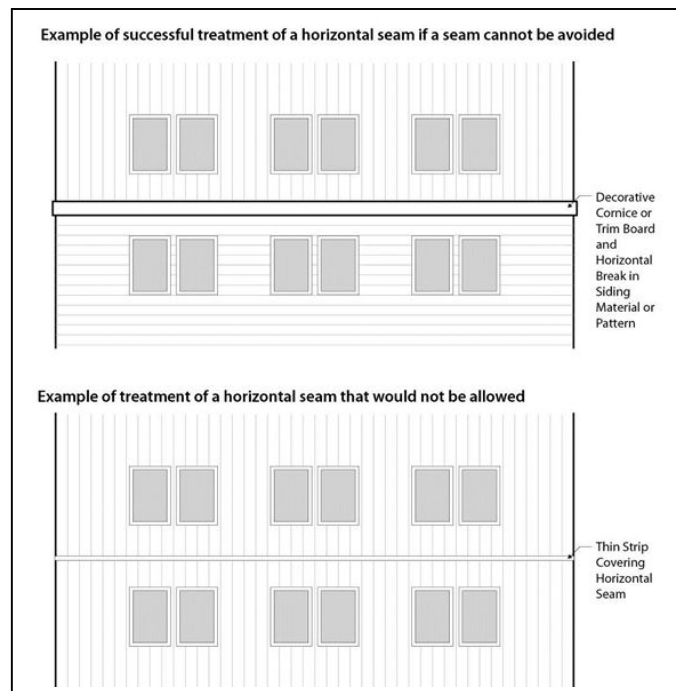 Example of successful treatment of a horizontal seam if a seam cannot be avoided
Decorative
Cornice or
Trim Board
and
Horizontal
Break in
Siding
Material or
Pattern
Example of treatment of a horizontal seam that would not be allowed
Thin Strip
Covering
Horizontal
Seam